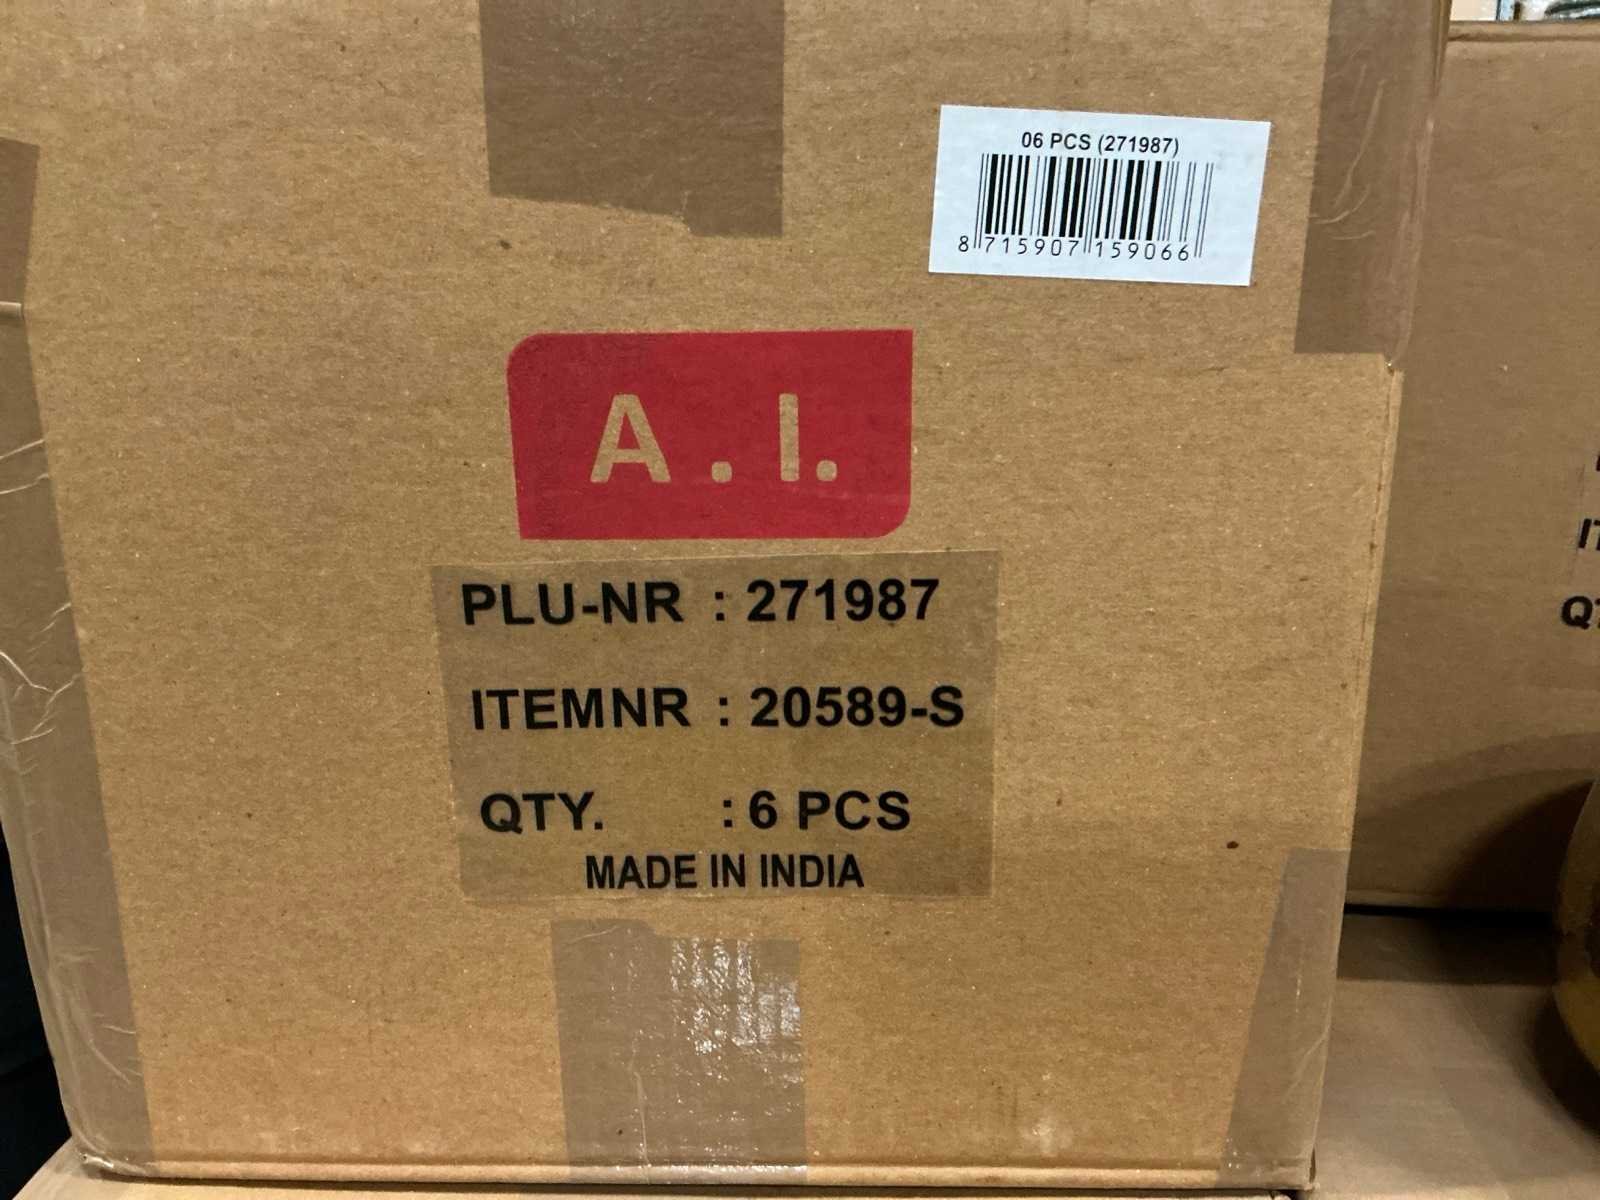 06 PCS (271987)
8 715907 159066
A . I.
PLU-NR : 271987
ITEMNR : 20589-S
QTY. : 6 PCS
MADE IN INDIA